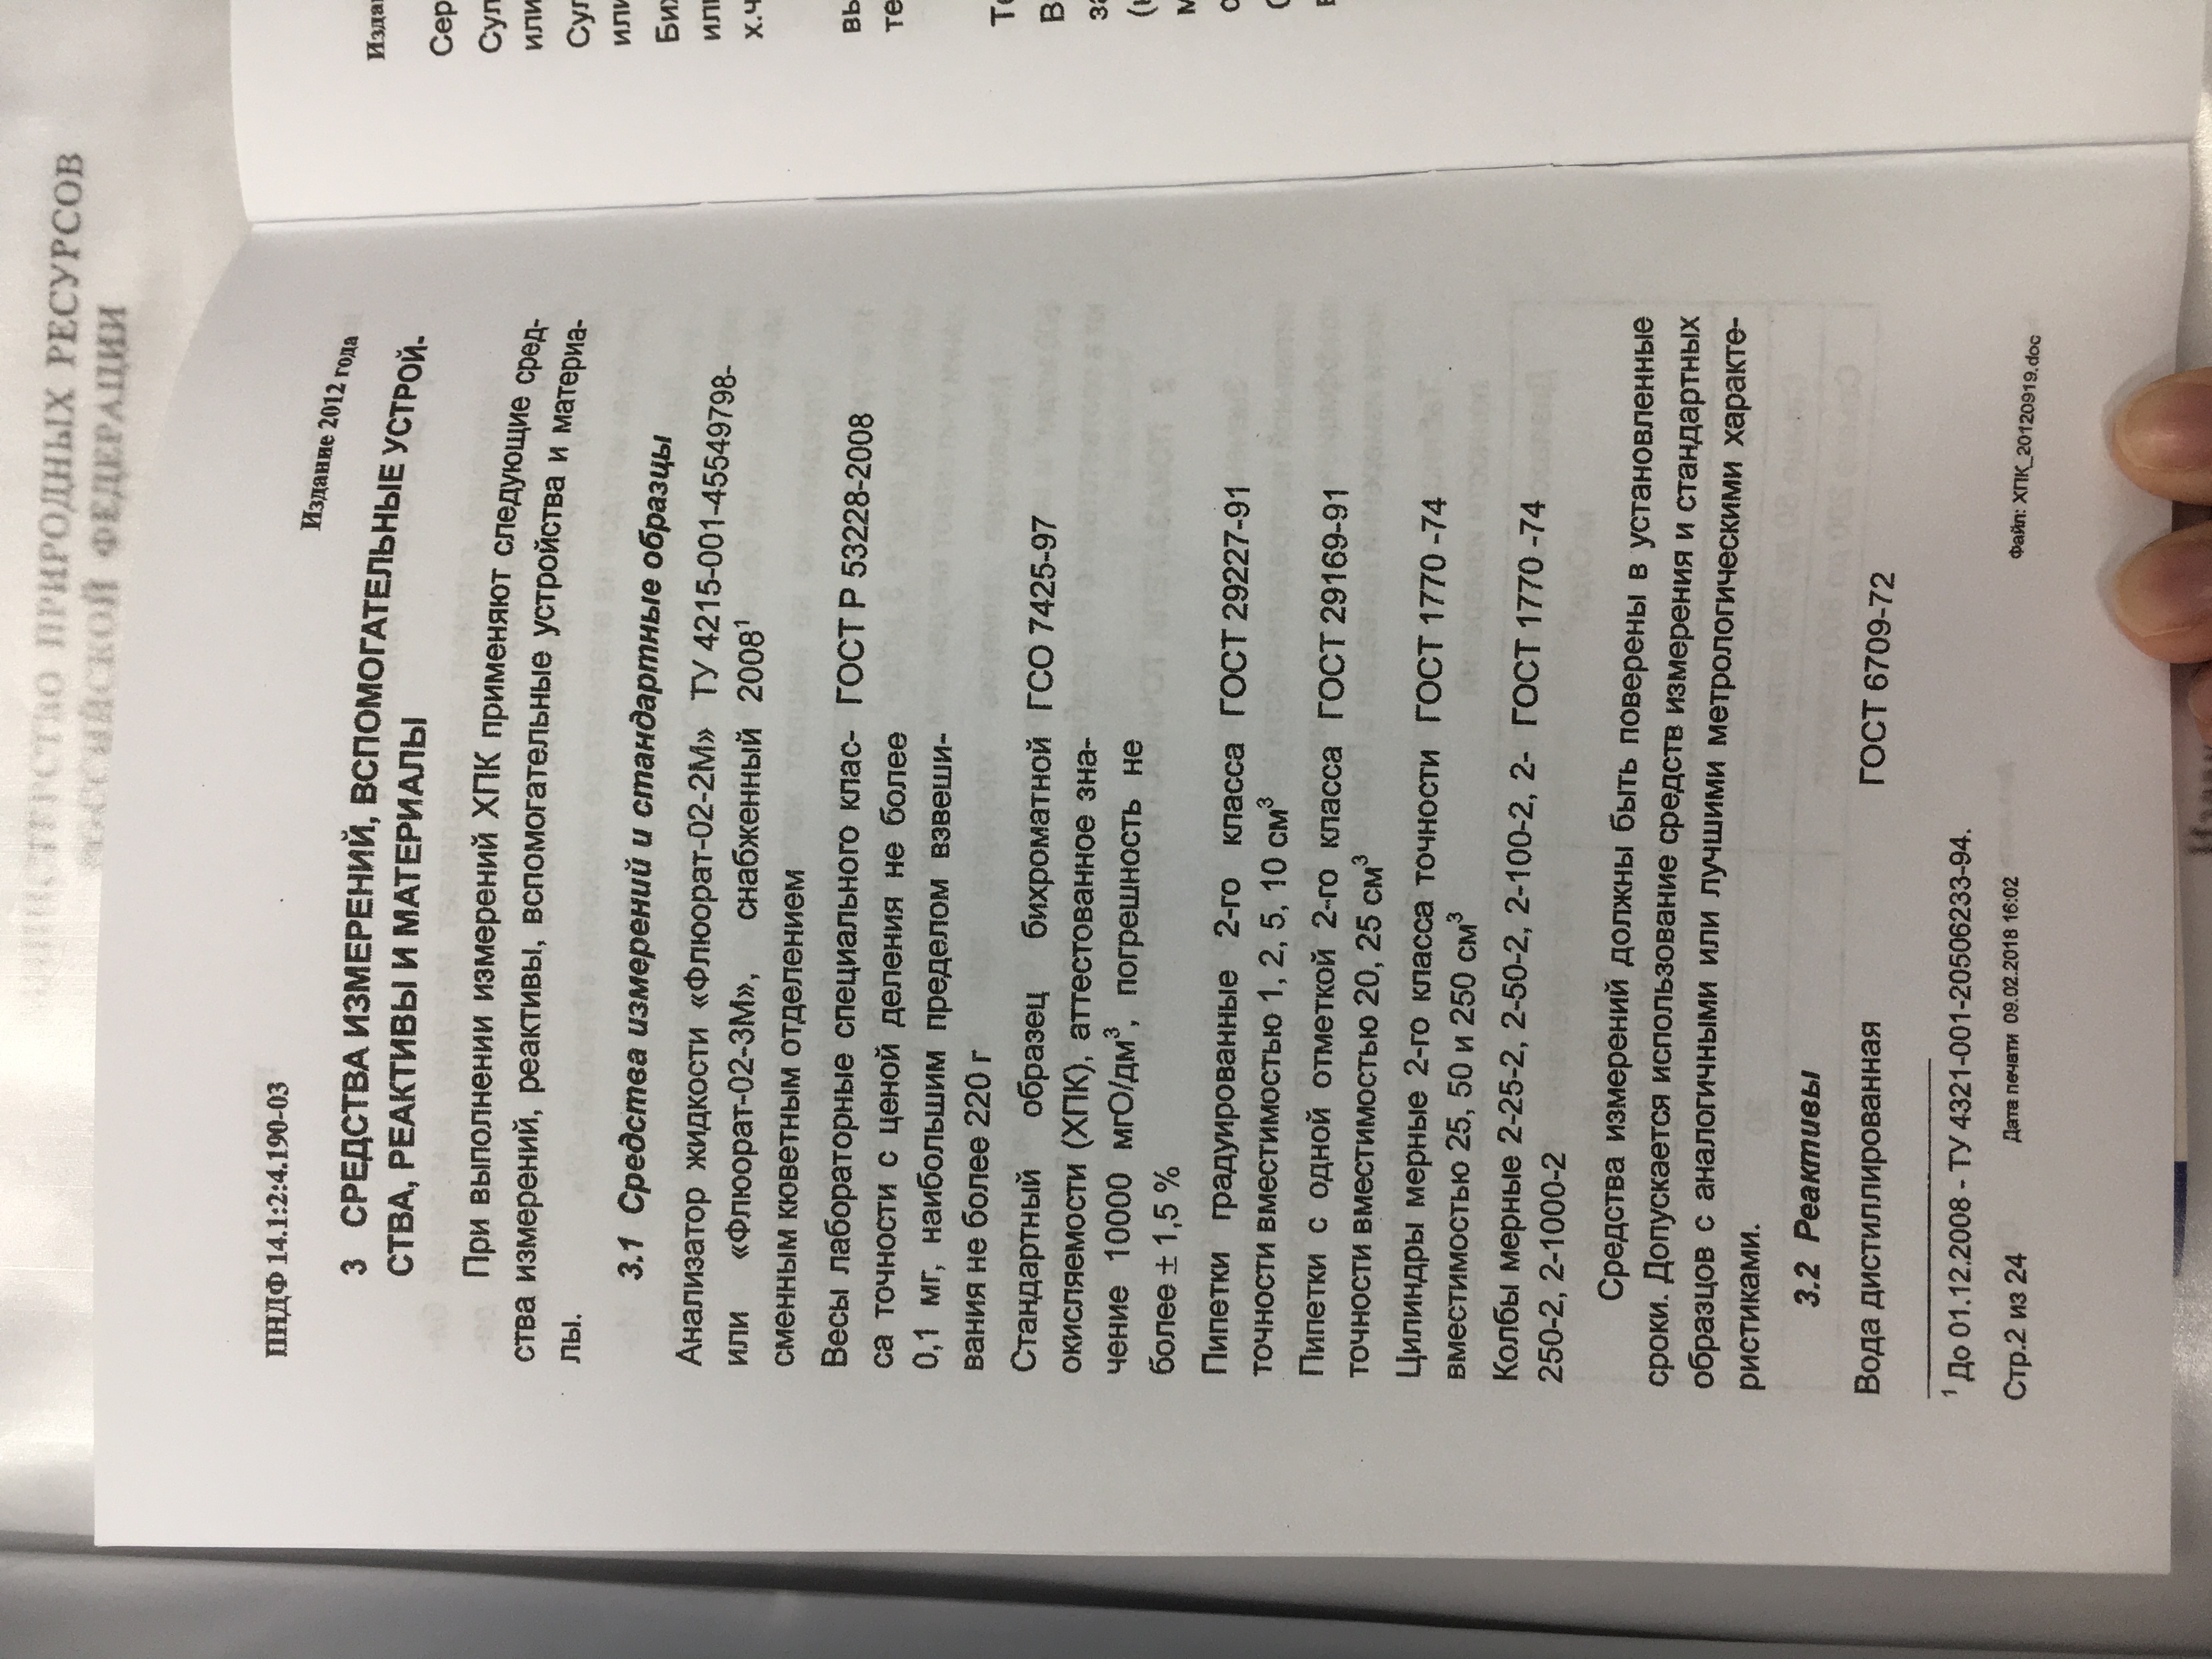 МИНИСТЕРСТВО ПРИРОДНЫХ РЕСУРСОВ
РОССИЙСКОЙ ФЕДЕРАЦИИ
ПНДФ 14.1:2:4.190-03
Издание 2012 года
3 СРЕДСТВА ИЗМЕРЕНИЙ, ВСПОМОГАТЕЛЬНЫЕ УСТРОЙ-
СТВА, РЕАКТИВЫ И МАТЕРИАЛЫ
При выполнении измерений ХПК применяют следующие сред-
ства измерений, реактивы, вспомогательные устройства и материа-
лы.
3.1 Средства измерений и стандартные образцы
Анализатор жидкости «Флюорат-02-2М» ТУ 4215-001-45549798-
или «Флюорат-02-3М», снабженный 2008¹
сменным кюветным отделением
Весы лабораторные специального клас- ГОСТ Р 53228-2008
са точности с ценой деления не более
0,1 мг, наибольшим пределом взвеши-
вания не более 220 г
Стандартный образец бихроматной ГСО 7425-97
окисляемости (ХПК), аттестованное зна-
чение 10000 мгО/дм³, погрешность не
более ± 1,5 %
Пипетки градуированные 2-го класса ГОСТ 29227-91
точности вместимостью 1, 2, 5, 10 см³
Пипетки с одной отметкой 2-го класса ГОСТ 29169-91
точности вместимостью 20, 25 см³
Цилиндры мерные 2-го класса точности ГОСТ 1770 -74
вместимостью 25, 50 и 250 см³
Колбы мерные 2-25-2, 2-50-2, 2-100-2, 2- ГОСТ 1770 -74
250-2, 2-1000-2
Средства измерений должны быть поверены в установленные
сроки. Допускается использование средств измерения и стандартных
образцов с аналогичными или лучшими метрологическими характе-
ристиками.
3.2 Реактивы
Вода дистиллированная ГОСТ 6709-72
¹ До 01.12.2008 - ТУ 4321-001-20506233-94.
Стр.2 из 24 Дата печати 09.02.2018 16:02 Файл: ХПК_20120919.doc